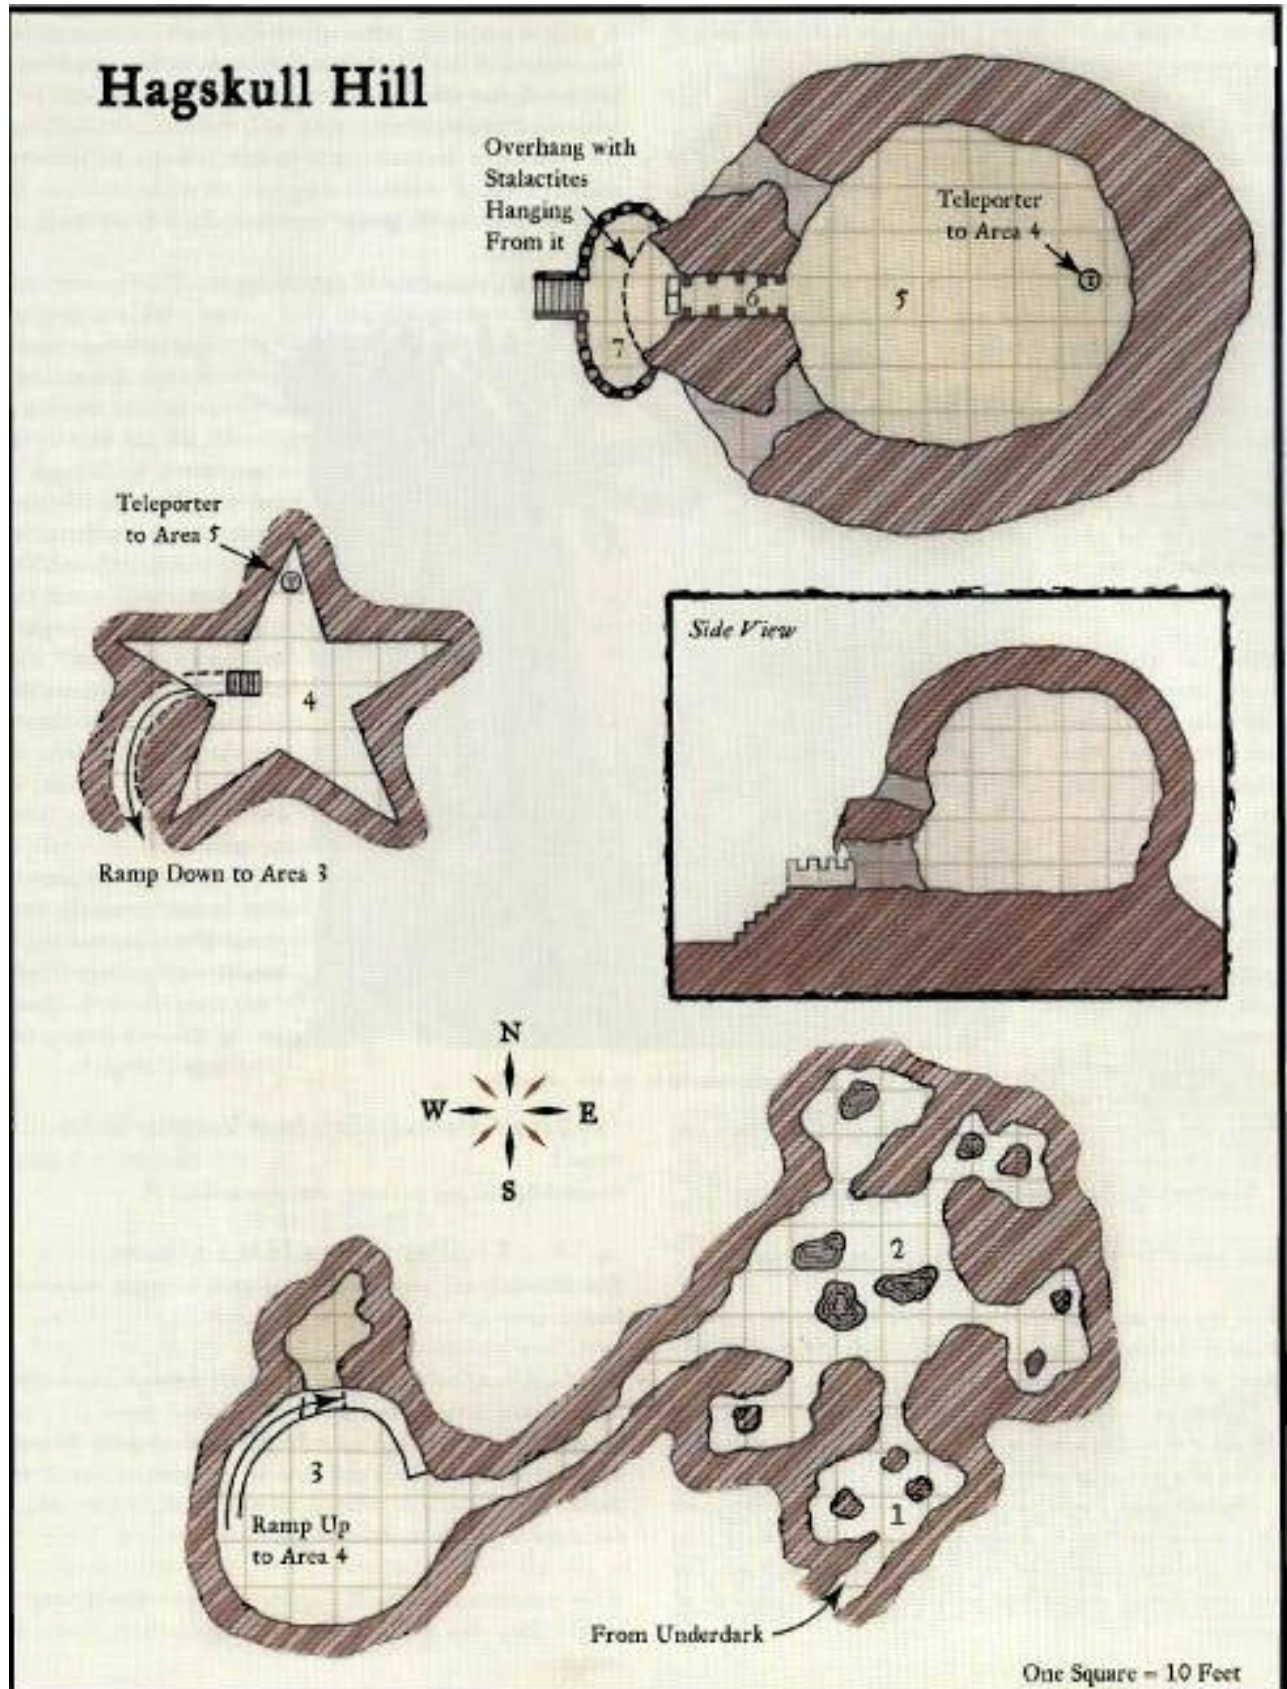 Hagskull Hill
Overhang with
Stalactites
Hanging
From it
Teleporter
to Area 4
T
6
5
7
Teleporter
to Area 5
T
4
Ramp Down to Area 3
Side View
N
W
E
S
2
3
Ramp Up
to Area 4
1
From Underdark
One Square = 10 Feet